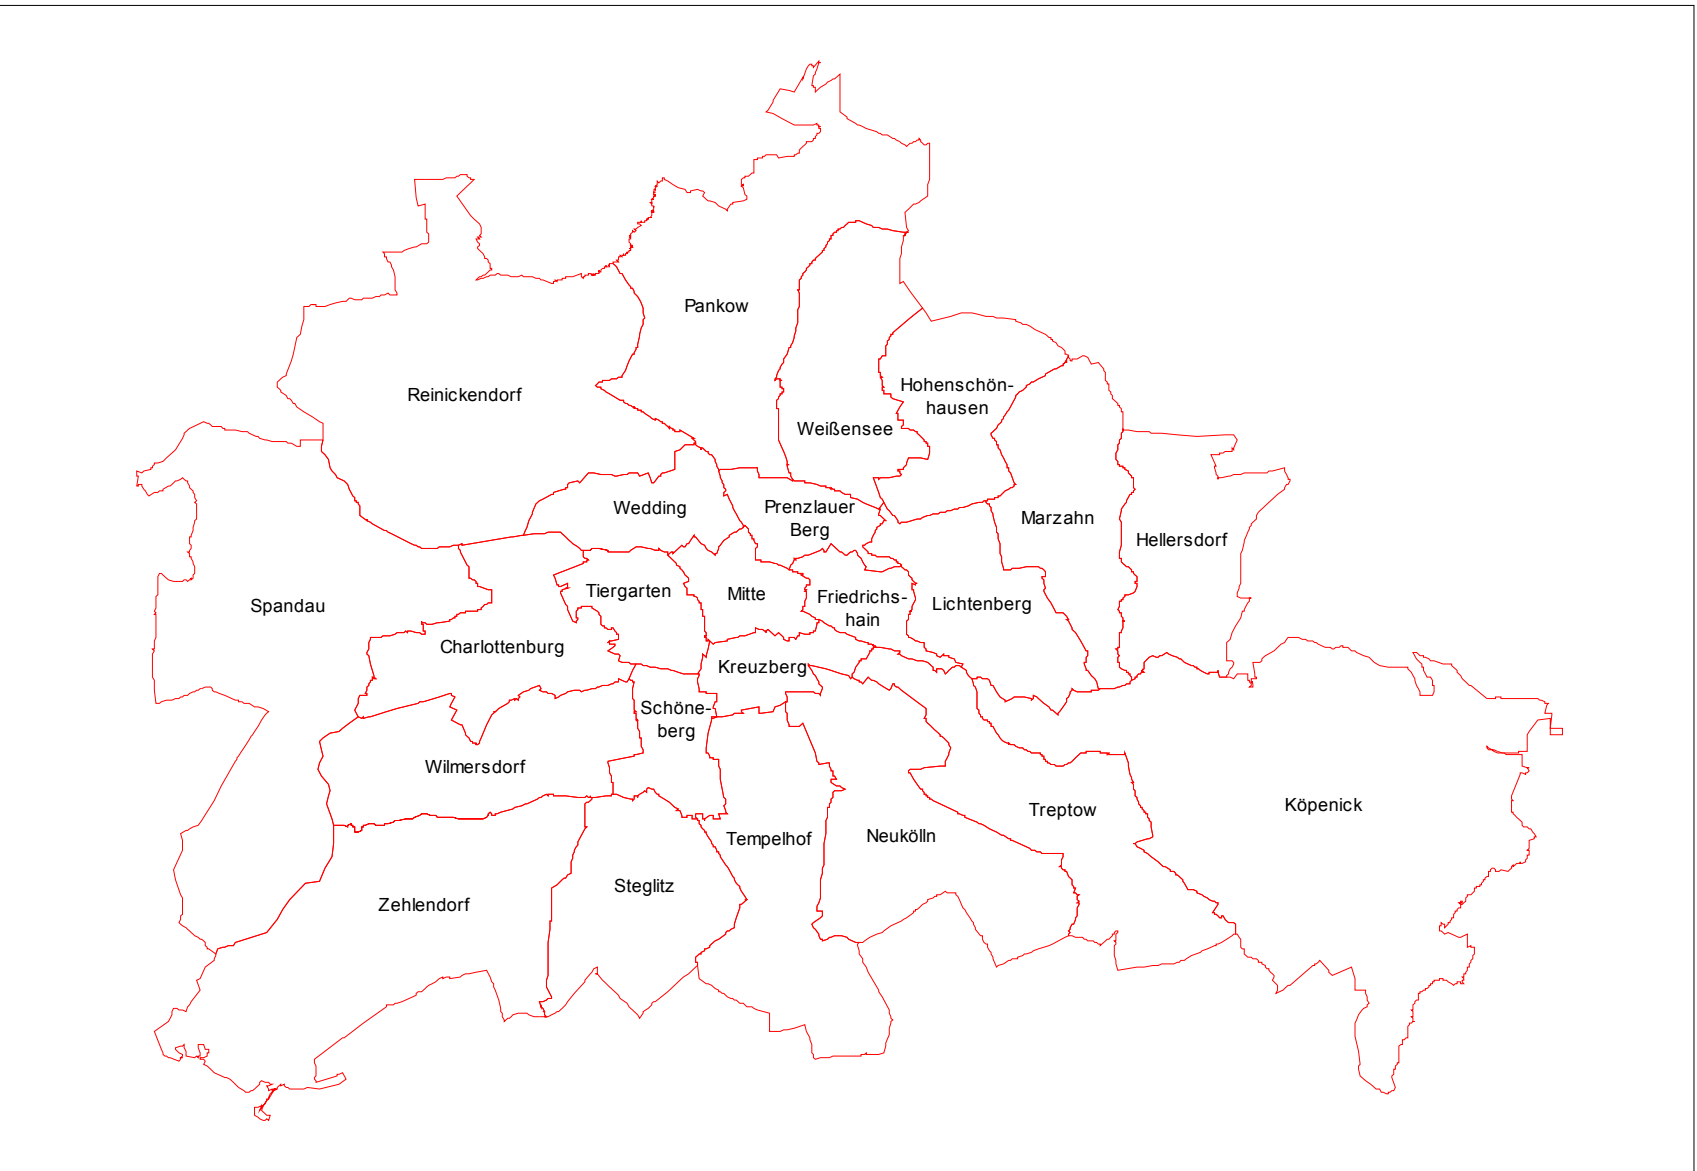 Pankow
Reinickendorf
Hohenschön-
hausen
Weißensee
Wedding
Prenzlauer
Berg
Marzahn
Hellersdorf
Spandau
Tiergarten
Mitte
Friedrichs-
hain
Lichtenberg
Charlottenburg
Kreuzberg
Schöne-
berg
Wilmersdorf
Köpenick
Treptow
Tempelhof
Neukölln
Steglitz
Zehlendorf